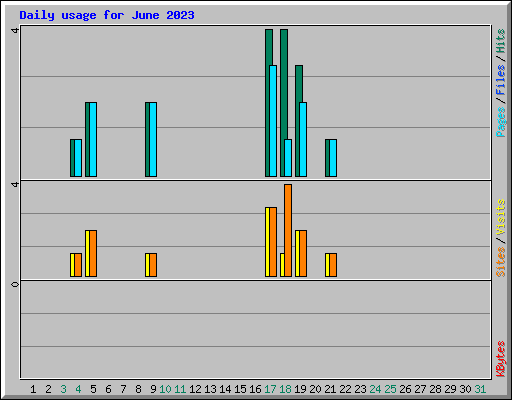 Daily usage for June 2023
4
4
0
Pages / Files / Hits
Sites / Visits
KBytes
1 2 3 4 5 6 7 8 9 10 11 12 13 14 15 16 17 18 19 20 21 22 23 24 25 26 27 28 29 30 31